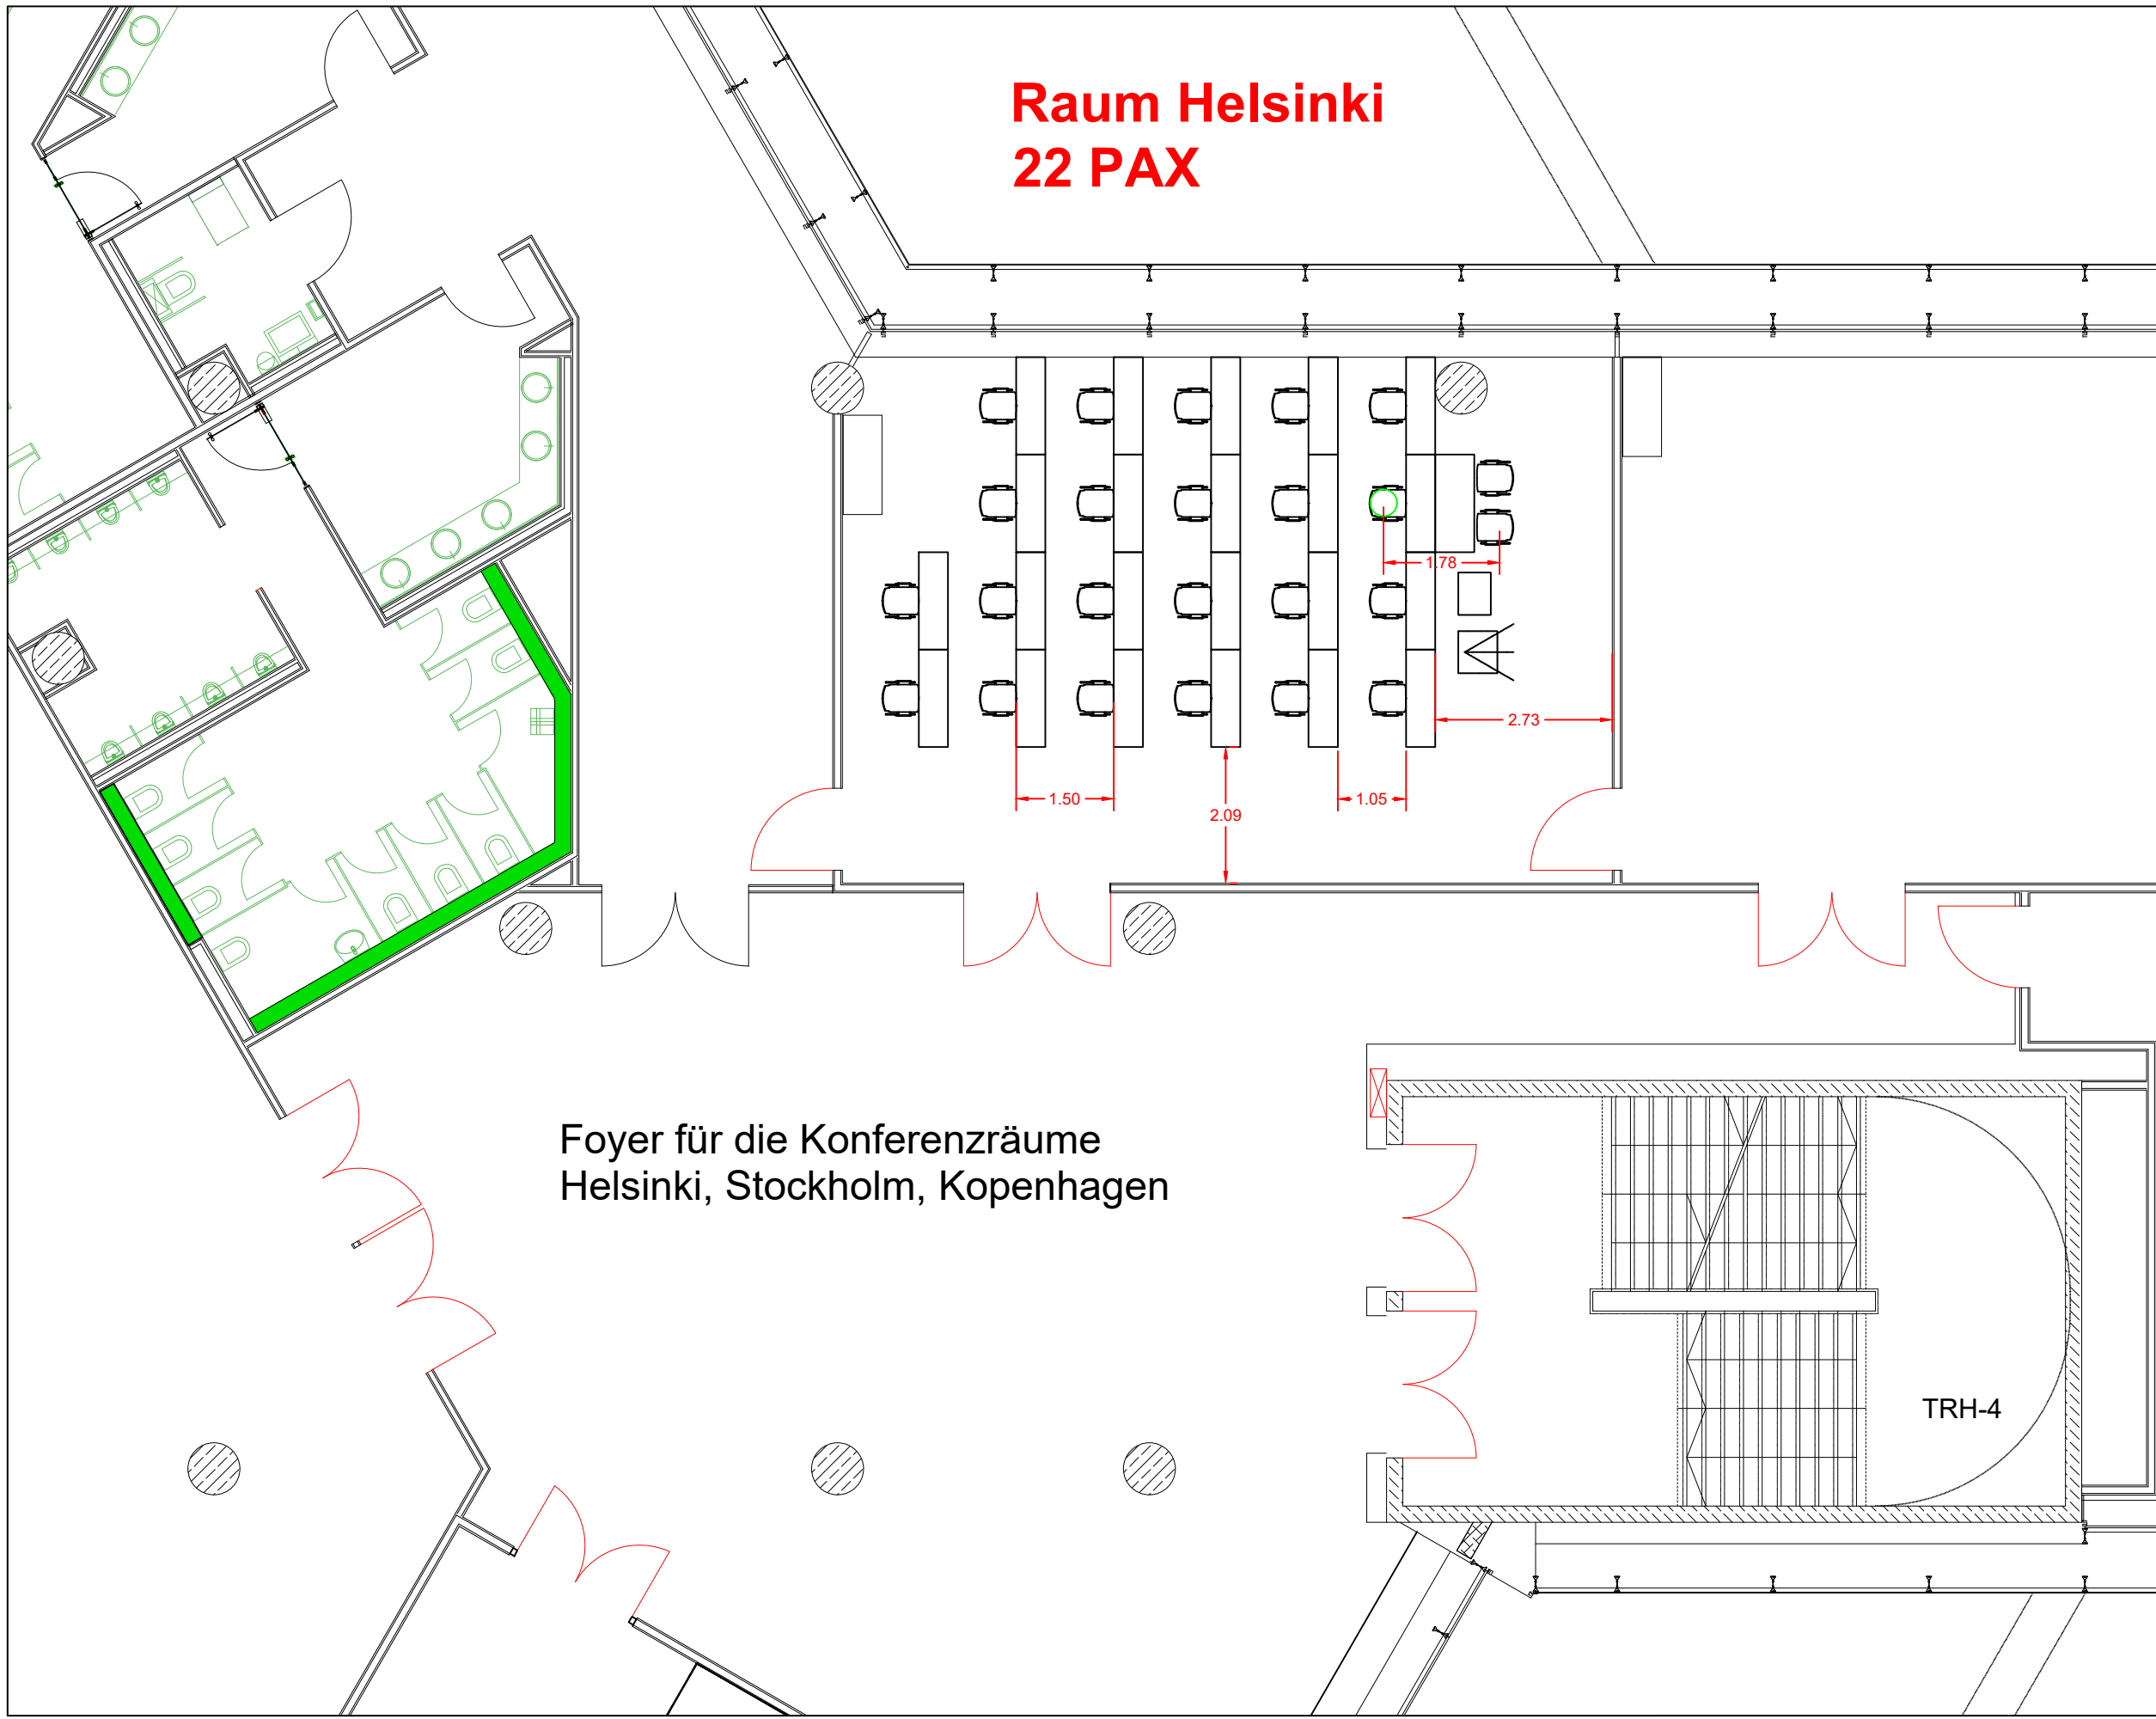 Raum Helsinki
22 PAX
1.78
2.73
1.50
1.05
2.09
Foyer für die Konferenzräume
Helsinki, Stockholm, Kopenhagen
TRH-4